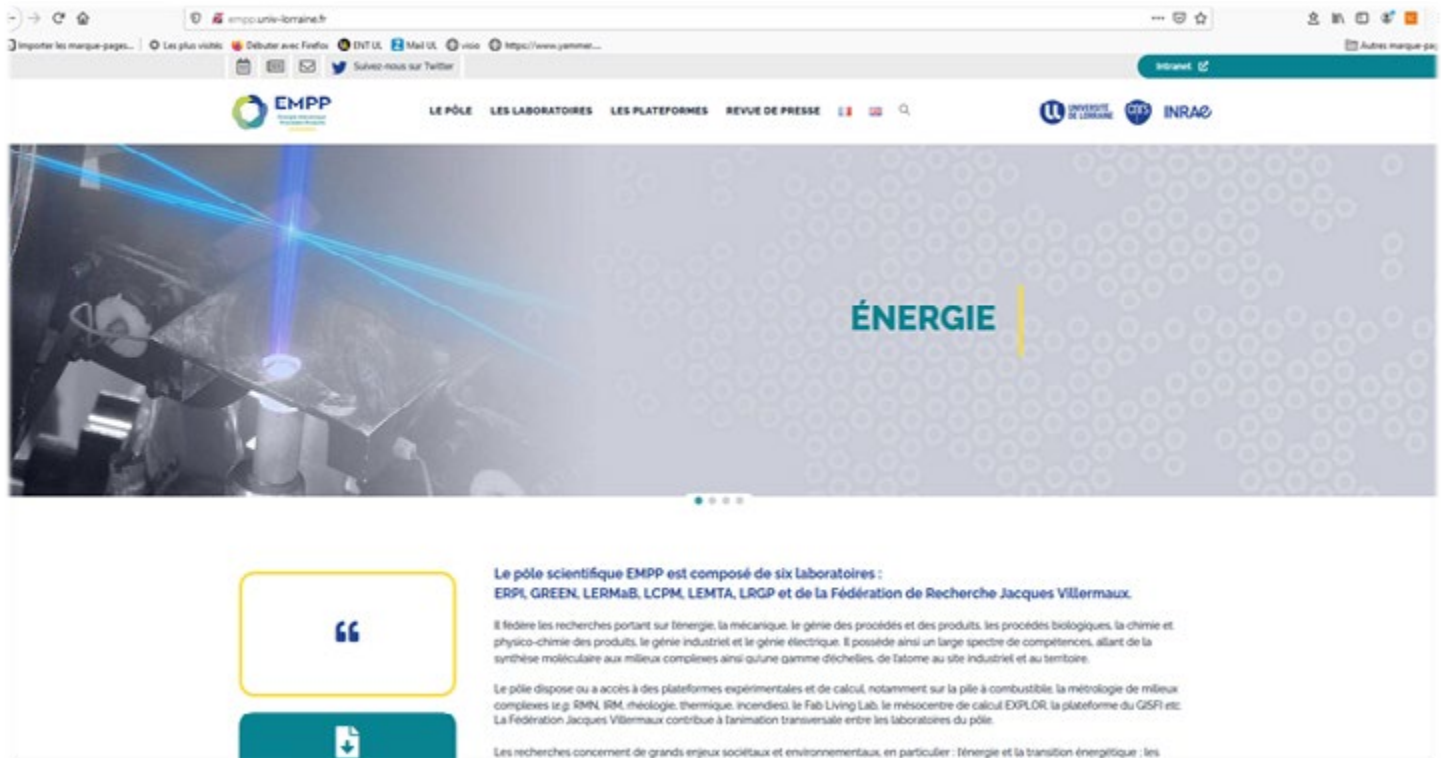 empp.univ-lorraine.fr
Importer les marque-pages... Les plus visités Débuter avec Firefox ENT UL Mail UL visio https://www.yammer.... Autres marque-pag
Suivez-nous sur Twitter Intranet
EMPP LE PÔLE LES LABORATOIRES LES PLATEFORMES REVUE DE PRESSE UNIVERSITÉ DE LORRAINE cnrs INRAE
ÉNERGIE
Le pôle scientifique EMPP est composé de six laboratoires :
ERPI, GREEN, LERMaB, LCPM, LEMTA, LRGP et de la Fédération de Recherche Jacques Villermaux.
Il fédère les recherches portant sur l'énergie, la mécanique, le génie des procédés et des produits, les procédés biologiques, la chimie et
physico-chimie des produits, le génie industriel et le génie électrique. Il possède ainsi un large spectre de compétences, allant de la
synthèse moléculaire aux milieux complexes ainsi qu'une gamme d'échelles, de l'atome au site industriel et au territoire.
Le pôle dispose ou a accès à des plateformes expérimentales et de calcul, notamment sur la pile à combustible, la métrologie de milieux
complexes (e.g: RMN, IRM, rhéologie, thermique, incendies), le Fab Living Lab, le mésocentre de calcul EXPLOR, la plateforme du GISFI etc.
La Fédération Jacques Villermaux contribue à l'animation transversale entre les laboratoires du pôle.
Les recherches concernent de grands enjeux sociétaux et environnementaux, en particulier : l'énergie et la transition énergétique ; les